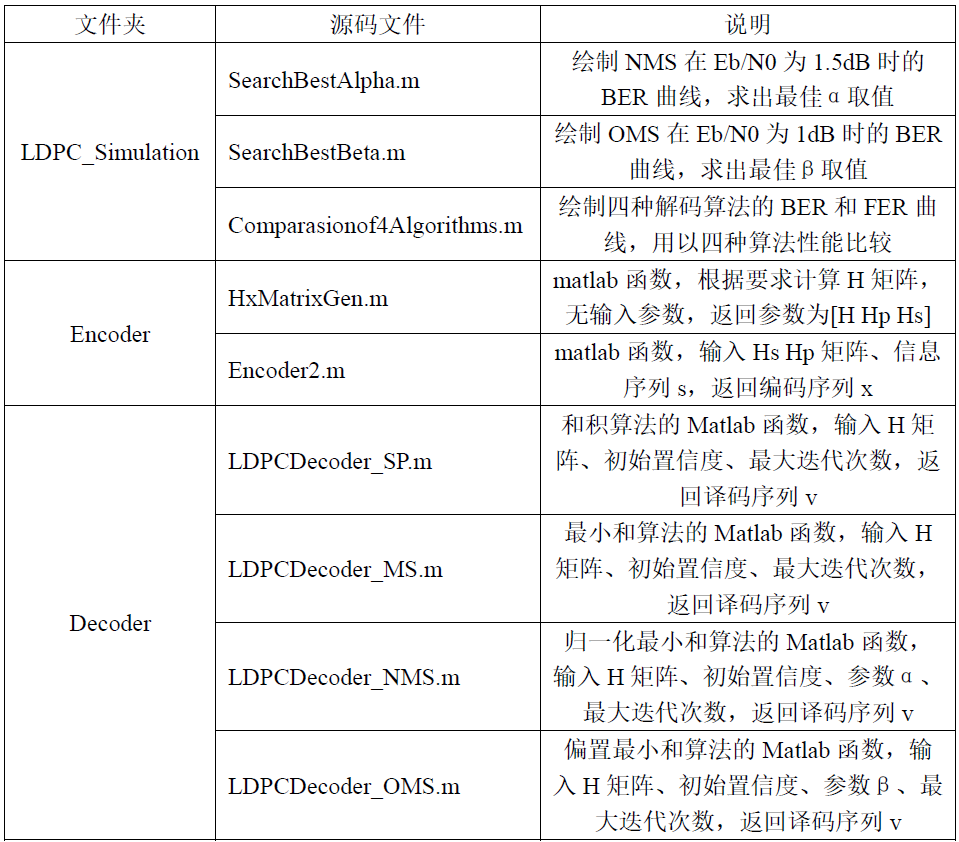 文件夹 源码文件 说明
LDPC_Simulation
SearchBestAlpha.m
绘制 NMS 在 Eb/N0 为 1.5dB 时的
BER 曲线，求出最佳α取值
SearchBestBeta.m
绘制 OMS 在 Eb/N0 为 1dB 时的 BER
曲线，求出最佳β取值
Comparasionof4Algorithms.m
绘制四种解码算法的 BER 和 FER 曲
线，用以四种算法性能比较
Encoder
HxMatrixGen.m
matlab 函数，根据要求计算 H 矩阵，
无输入参数，返回参数为[H Hp Hs]
Encoder2.m
matlab 函数，输入 Hs Hp 矩阵、信息
序列 s，返回编码序列 x
Decoder
LDPCDecoder_SP.m
和积算法的 Matlab 函数，输入 H 矩
阵、初始置信度、最大迭代次数，返
回译码序列 v
LDPCDecoder_MS.m
最小和算法的 Matlab 函数，输入 H
矩阵、初始置信度、最大迭代次数，
返回译码序列 v
LDPCDecoder_NMS.m
归一化最小和算法的 Matlab 函数，
输入 H 矩阵、初始置信度、参数α、
最大迭代次数，返回译码序列 v
LDPCDecoder_OMS.m
偏置最小和算法的 Matlab 函数，输
入 H 矩阵、初始置信度、参数β、最
大迭代次数，返回译码序列 v